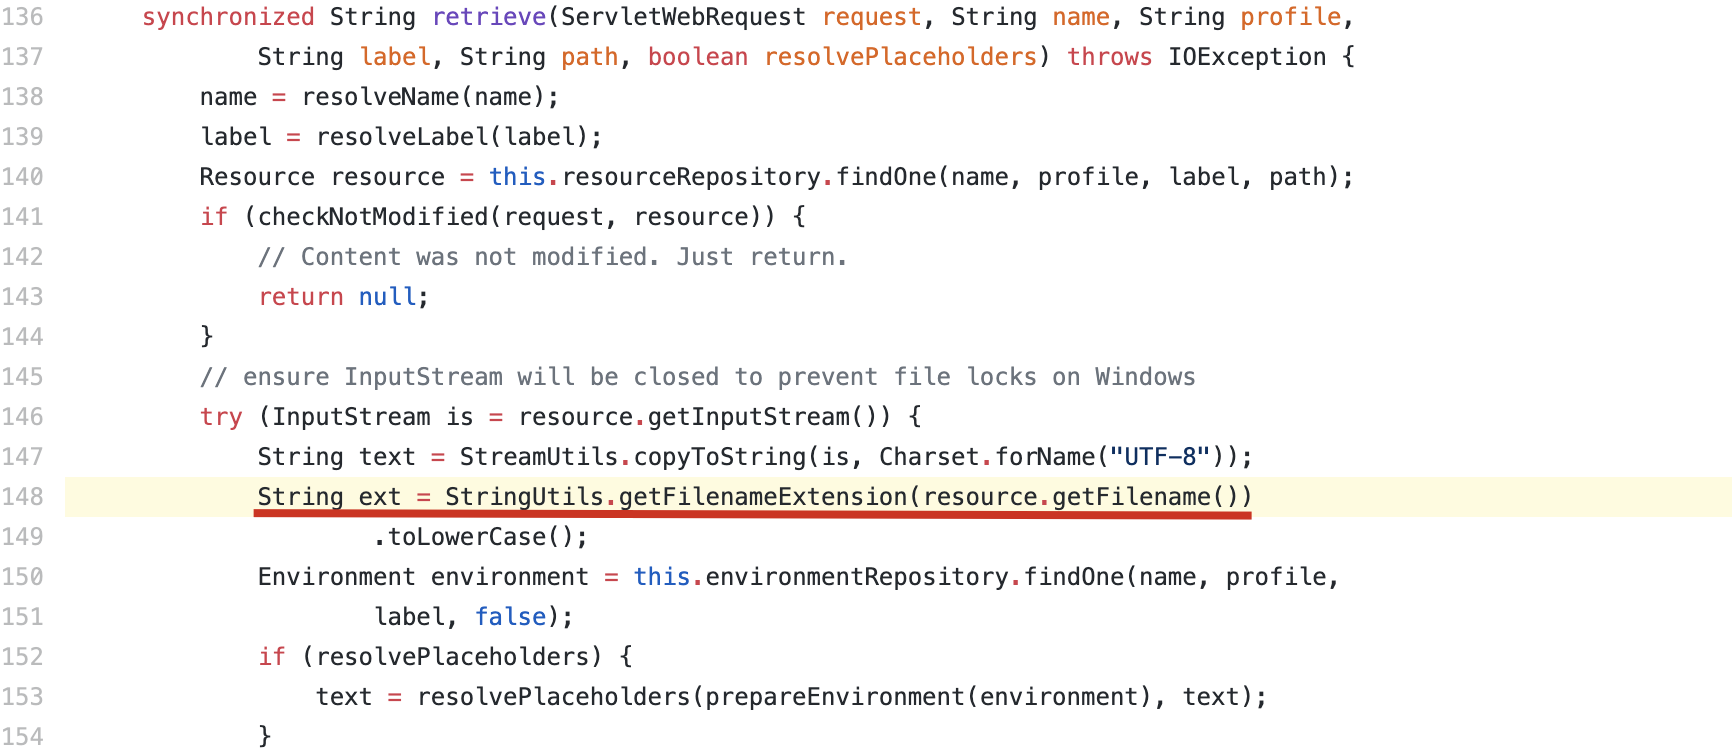 136 synchronized String retrieve(ServletWebRequest request, String name, String profile,
137 String label, String path, boolean resolvePlaceholders) throws IOException {
138 name = resolveName(name);
139 label = resolveLabel(label);
140 Resource resource = this.resourceRepository.findOne(name, profile, label, path);
141 if (checkNotModified(request, resource)) {
142 // Content was not modified. Just return.
143 return null;
144 }
145 // ensure InputStream will be closed to prevent file locks on Windows
146 try (InputStream is = resource.getInputStream()) {
147 String text = StreamUtils.copyToString(is, Charset.forName("UTF-8"));
148 String ext = StringUtils.getFilenameExtension(resource.getFilename())
149 .toLowerCase();
150 Environment environment = this.environmentRepository.findOne(name, profile,
151 label, false);
152 if (resolvePlaceholders) {
153 text = resolvePlaceholders(prepareEnvironment(environment), text);
154 }